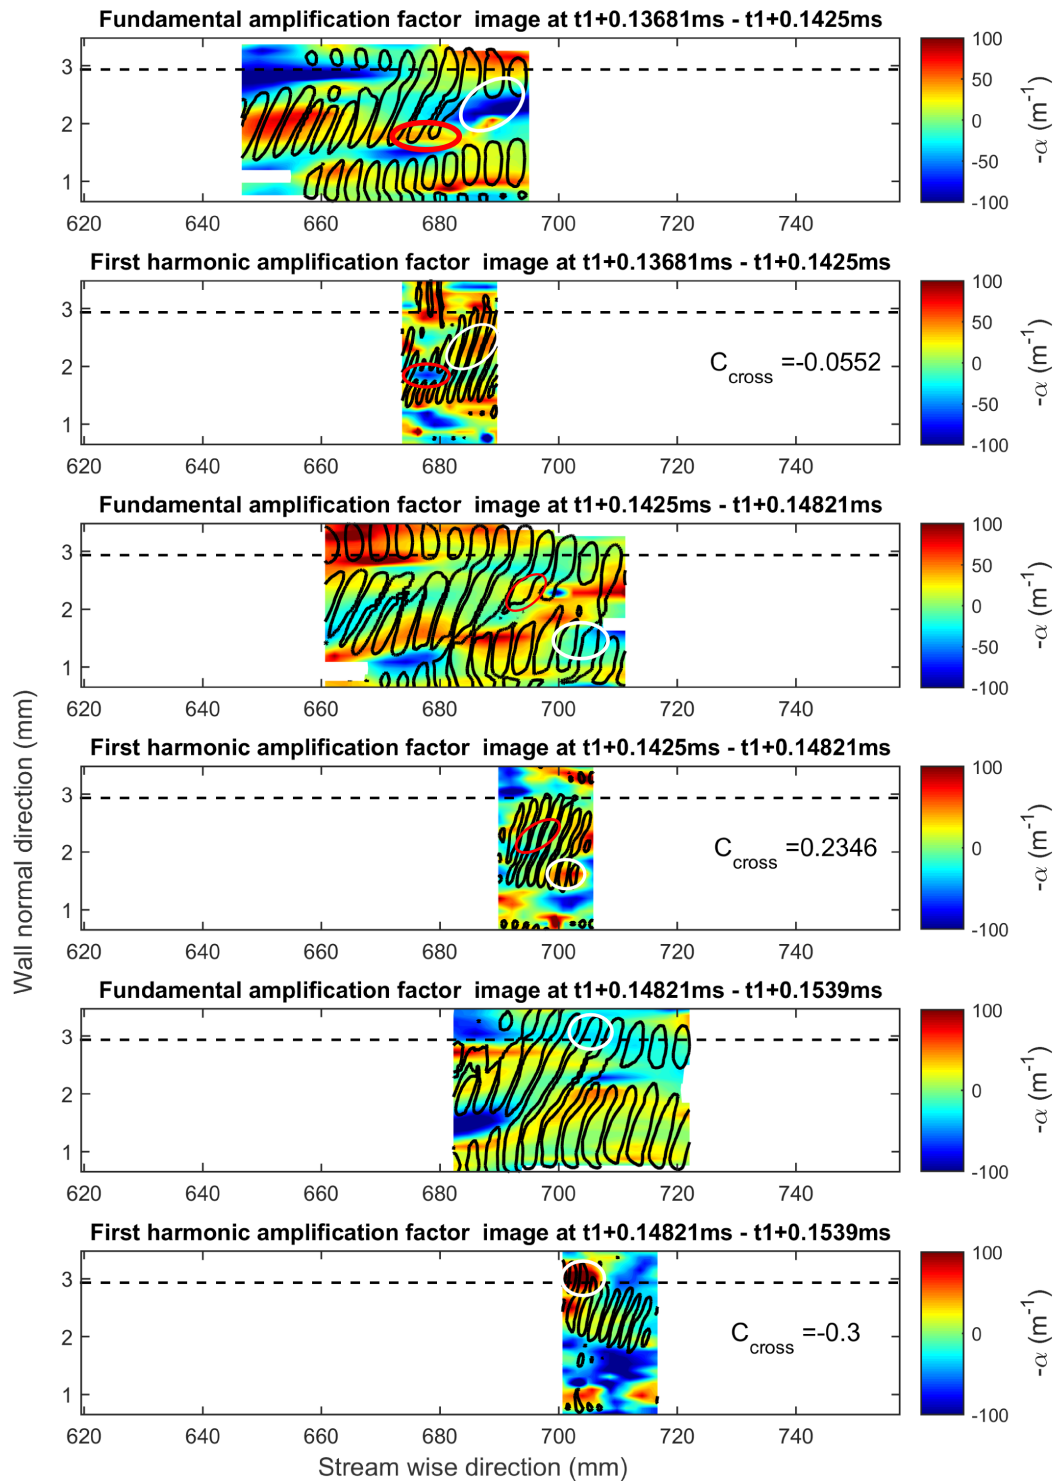 Fundamental amplification factor  image at t1+0.13681ms - t1+0.1425ms
3
2
1
620 640 660 680 700 720 740
100
50
0
-50
-100
-α (m⁻¹)
First harmonic amplification factor  image at t1+0.13681ms - t1+0.1425ms
3
2
1
C_cross =-0.0552
620 640 660 680 700 720 740
100
50
0
-50
-100
-α (m⁻¹)
Fundamental amplification factor  image at t1+0.1425ms - t1+0.14821ms
3
2
1
620 640 660 680 700 720 740
100
50
0
-50
-100
-α (m⁻¹)
Wall normal direction (mm)
First harmonic amplification factor  image at t1+0.1425ms - t1+0.14821ms
3
2
1
C_cross =0.2346
620 640 660 680 700 720 740
100
50
0
-50
-100
-α (m⁻¹)
Fundamental amplification factor  image at t1+0.14821ms - t1+0.1539ms
3
2
1
620 640 660 680 700 720 740
100
50
0
-50
-100
-α (m⁻¹)
First harmonic amplification factor  image at t1+0.14821ms - t1+0.1539ms
3
2
1
C_cross =-0.3
620 640 660 680 700 720 740
100
50
0
-50
-100
-α (m⁻¹)
Stream wise direction (mm)